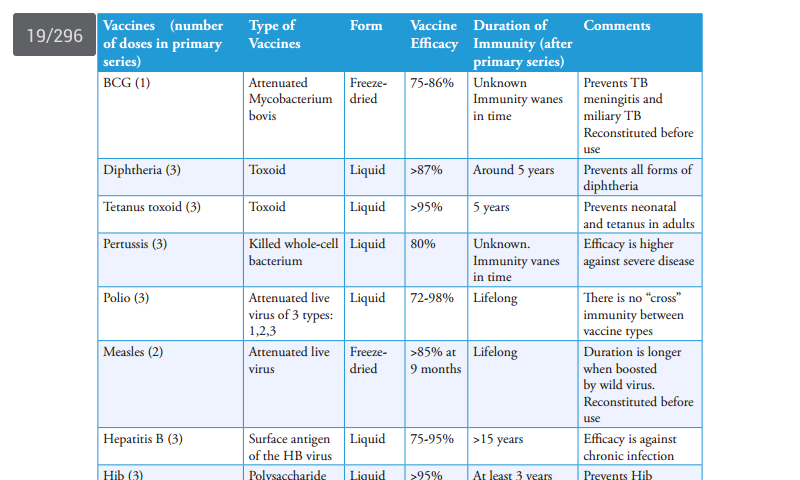 19/296
Vaccines (number of doses in primary series) Type of Vaccines Form Vaccine Efficacy Duration of Immunity (after primary series) Comments
BCG (1) Attenuated Mycobacterium bovis Freeze-dried 75-86% Unknown Immunity wanes in time Prevents TB meningitis and miliary TB Reconstituted before use
Diphtheria (3) Toxoid Liquid >87% Around 5 years Prevents all forms of diphtheria
Tetanus toxoid (3) Toxoid Liquid >95% 5 years Prevents neonatal and tetanus in adults
Pertussis (3) Killed whole-cell bacterium Liquid 80% Unknown. Immunity vanes in time Efficacy is higher against severe disease
Polio (3) Attenuated live virus of 3 types: 1,2,3 Liquid 72-98% Lifelong There is no “cross” immunity between vaccine types
Measles (2) Attenuated live virus Freeze-dried >85% at 9 months Lifelong Duration is longer when boosted by wild virus. Reconstituted before use
Hepatitis B (3) Surface antigen of the HB virus Liquid 75-95% >15 years Efficacy is against chronic infection
Hib (3) Polysaccharide Liquid >95% At least 3 years Prevents Hib